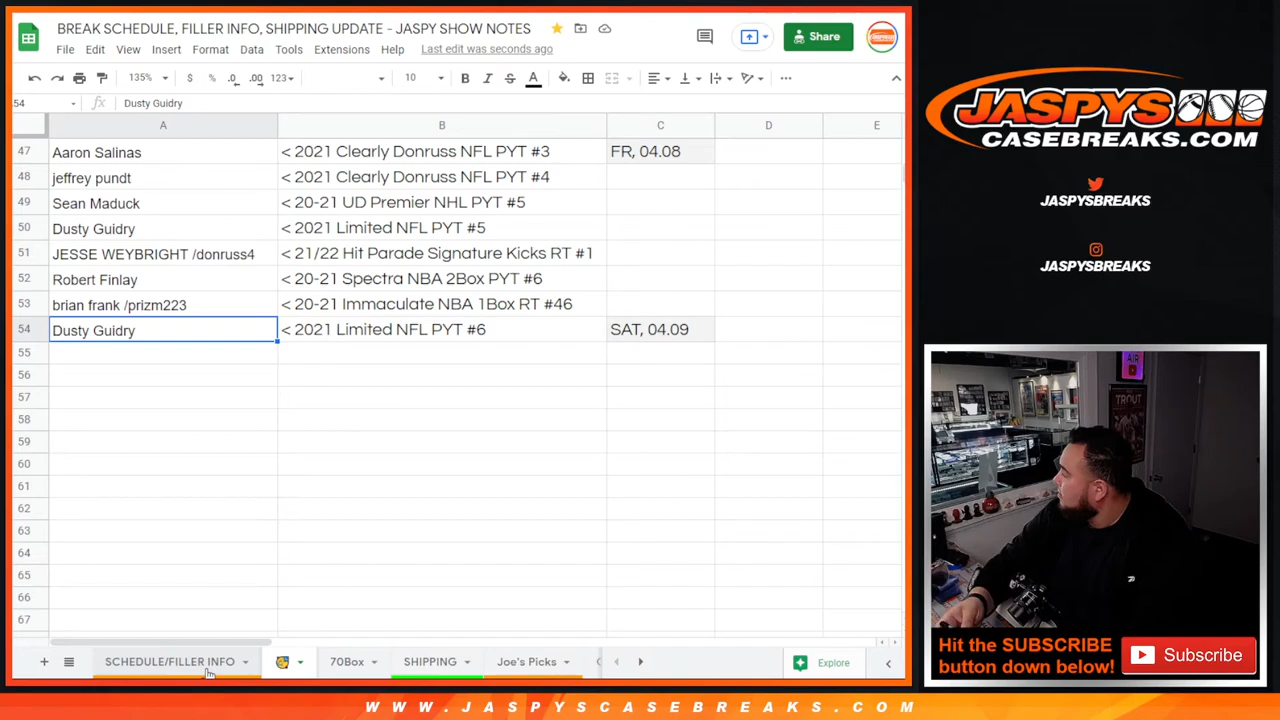 BREAK SCHEDULE, FILLER INFO, SHIPPING UPDATE - JASPY SHOW NOTES
File Edit View Insert Format Data Tools Extensions Help Last edit was seconds ago
Share
135% $ % .0 .00 123 10 B I S A
54 fx Dusty Guidry
A B C D E
47 Aaron Salinas < 2021 Clearly Donruss NFL PYT #3 FR, 04.08
48 jeffrey pundt < 2021 Clearly Donruss NFL PYT #4
49 Sean Maduck < 20-21 UD Premier NHL PYT #5
50 Dusty Guidry < 2021 Limited NFL PYT #5
51 JESSE WEYBRIGHT /donruss4 < 21/22 Hit Parade Signature Kicks RT #1
52 Robert Finlay < 20-21 Spectra NBA 2Box PYT #6
53 brian frank /prizm223 < 20-21 Immaculate NBA 1Box RT #46
54 Dusty Guidry < 2021 Limited NFL PYT #6 SAT, 04.09
55
56
57
58
59
60
61
62
63
64
65
66
67
SCHEDULE/FILLER INFO 70Box SHIPPING Joe's Picks Explore
JASPYS
CASEBREAKS.COM
JASPYSBREAKS
JASPYSBREAKS
AIR
TROUT
Hit the SUBSCRIBE
button down below!
Subscribe
WWW.JASPYSCASEBREAKS.COM